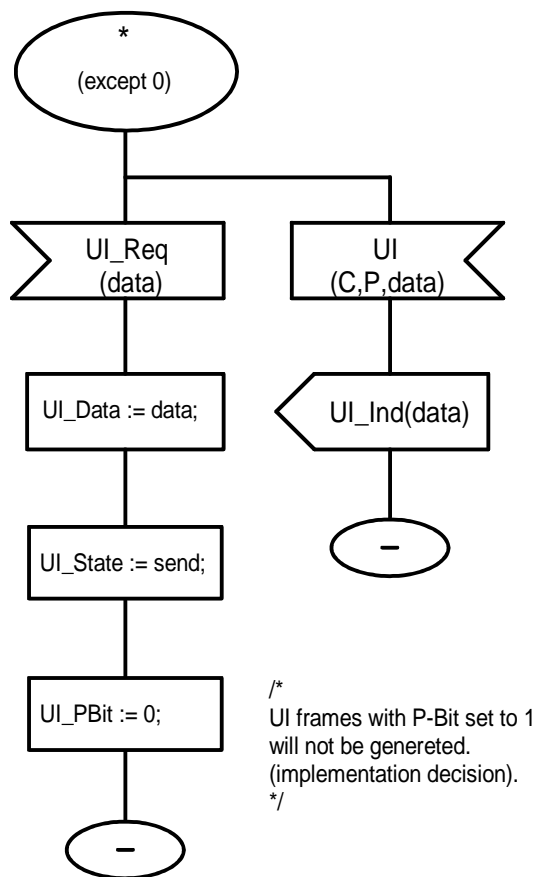 *
(except 0)
UI_Req
(data)
UI
(C,P,data)
UI_Data := data;
UI_Ind(data)
UI_State := send;
–
UI_PBit := 0;
/*
UI frames with P-Bit set to 1
will not be genereted.
(implementation decision).
*/
–